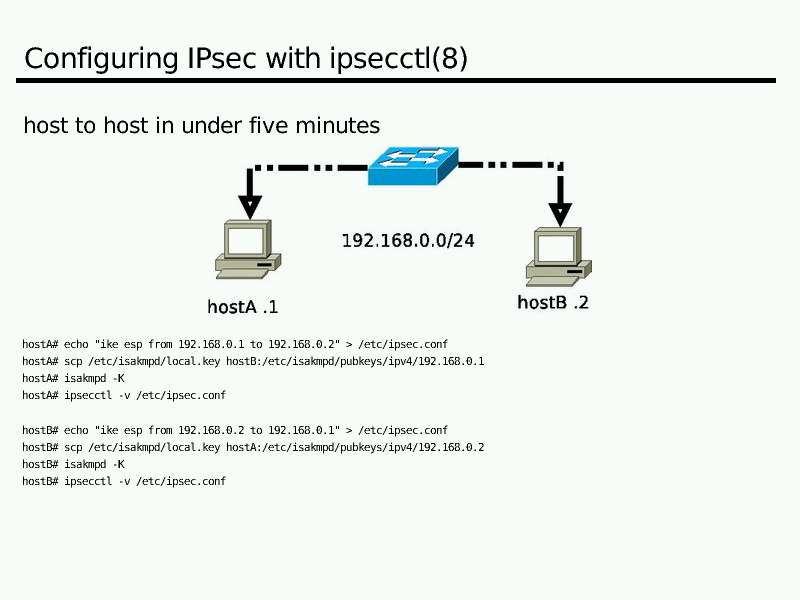 Configuring IPsec with ipsecctl(8)
host to host in under five minutes
192.168.0.0/24
hostA .1
hostB .2
hostA# echo "ike esp from 192.168.0.1 to 192.168.0.2" > /etc/ipsec.conf
hostA# scp /etc/isakmpd/local.key hostB:/etc/isakmpd/pubkeys/ipv4/192.168.0.1
hostA# isakmpd -K
hostA# ipsecctl -v /etc/ipsec.conf
hostB# echo "ike esp from 192.168.0.2 to 192.168.0.1" > /etc/ipsec.conf
hostB# scp /etc/isakmpd/local.key hostA:/etc/isakmpd/pubkeys/ipv4/192.168.0.2
hostB# isakmpd -K
hostB# ipsecctl -v /etc/ipsec.conf